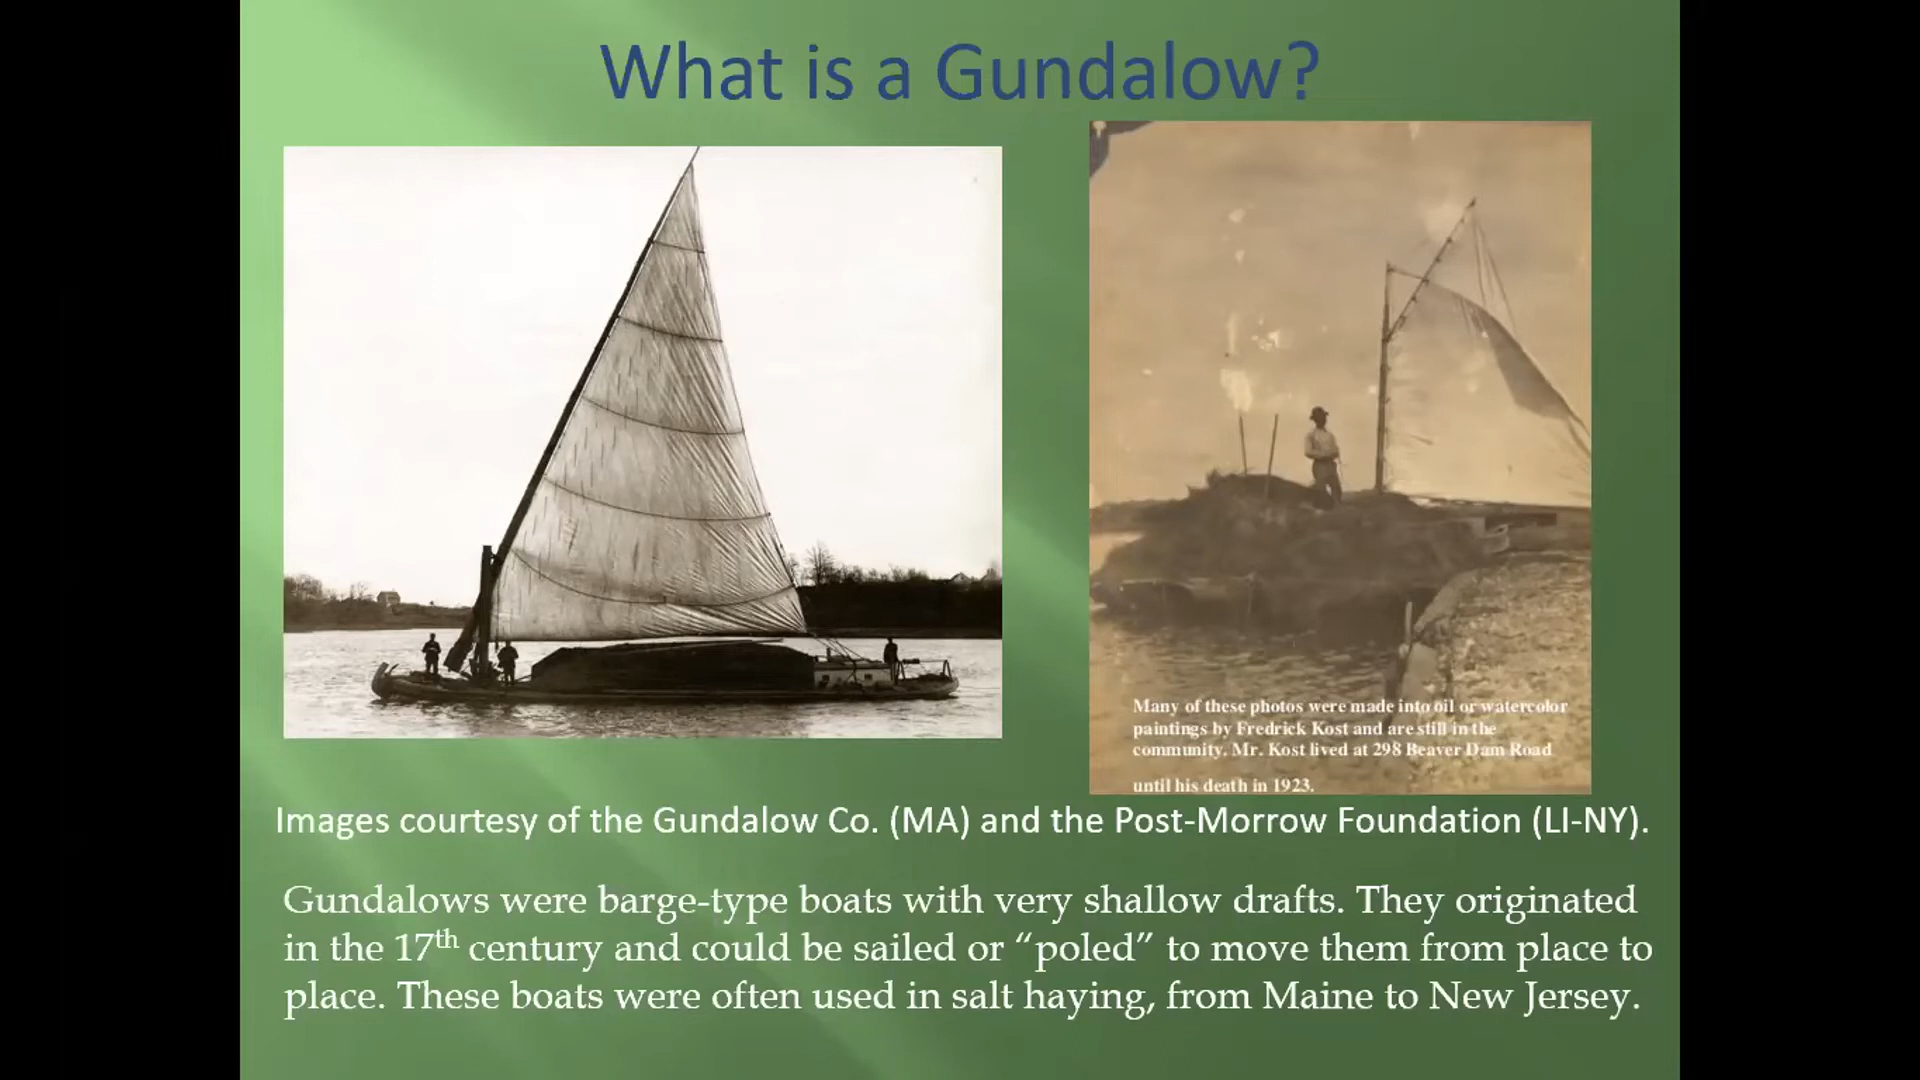 What is a Gundalow?
Many of these photos were made into oil or watercolor
paintings by Fredrick Kost and are still in the
community. Mr. Kost lived at 298 Beaver Dam Road
until his death in 1923.
Images courtesy of the Gundalow Co. (MA) and the Post-Morrow Foundation (LI-NY).
Gundalows were barge-type boats with very shallow drafts. They originated
in the 17th century and could be sailed or “poled” to move them from place to
place. These boats were often used in salt haying, from Maine to New Jersey.